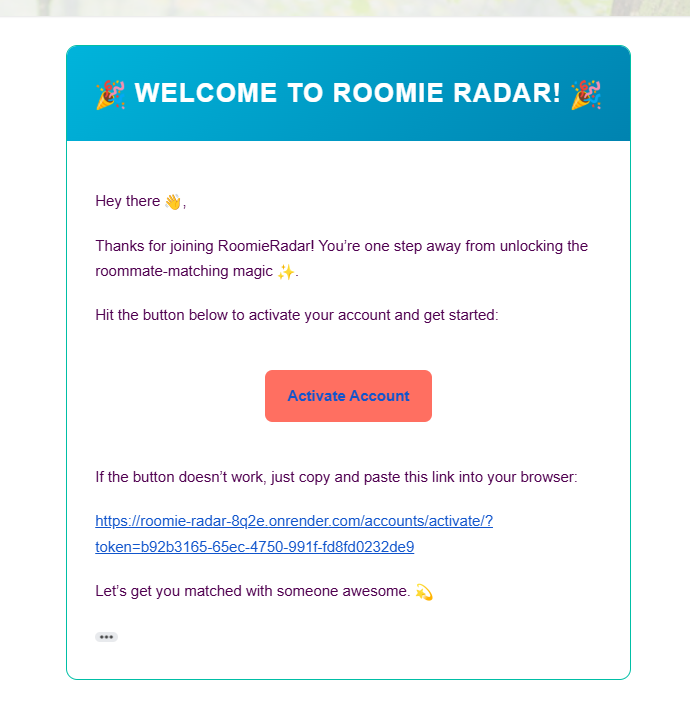 🎉 WELCOME TO ROOMIE RADAR! 🎉
Hey there 👋,
Thanks for joining RoomieRadar! You’re one step away from unlocking the
roommate-matching magic ✨.
Hit the button below to activate your account and get started:
Activate Account
If the button doesn’t work, just copy and paste this link into your browser:
https://roomie-radar-8q2e.onrender.com/accounts/activate/?
token=b92b3165-65ec-4750-991f-fd8fd0232de9
Let’s get you matched with someone awesome. 💫